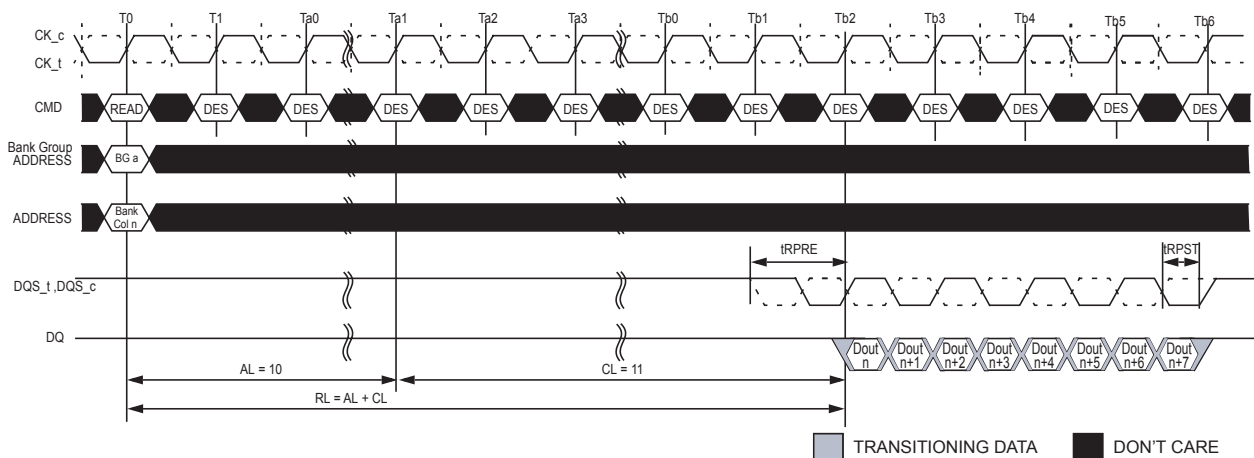 T0 T1 Ta0 Ta1 Ta2 Ta3 Tb0 Tb1 Tb2 Tb3 Tb4 Tb5 Tb6
CK_c
CK_t
CMD READ DES DES DES DES DES DES DES DES DES DES DES DES
Bank Group
ADDRESS BG a
ADDRESS Bank
Col n
tRPRE tRPST
DQS_t ,DQS_c
DQ Dout Dout Dout Dout Dout Dout Dout Dout
n n+1 n+2 n+3 n+4 n+5 n+6 n+7
AL = 10 CL = 11
RL = AL + CL
TRANSITIONING DATA DON'T CARE